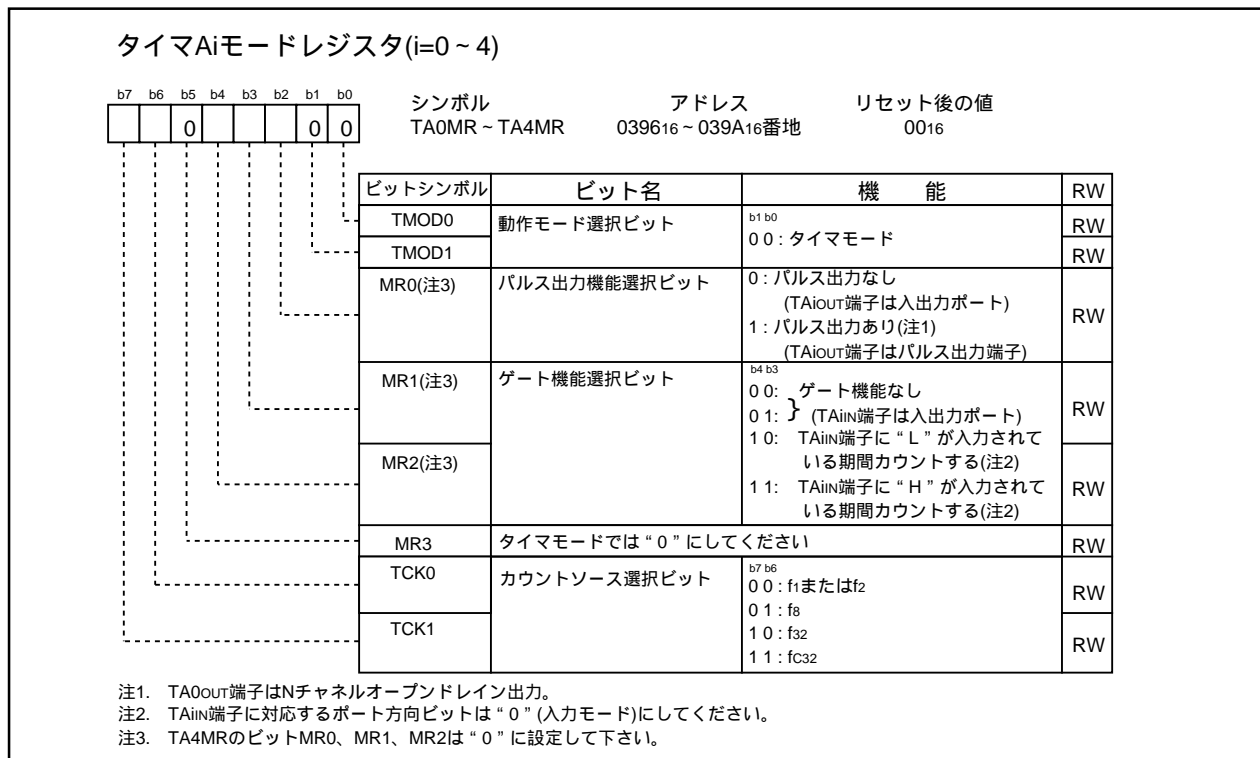 タイマAiモードレジスタ(i=0～4)
b7 b6 b5 b4 b3 b2 b1 b0
0 0 0
シンボル アドレス リセット後の値
TA0MR～TA4MR 039616～039A16番地 0016
ビットシンボル ビット名 機 能 RW
TMOD0 動作モード選択ビット b1 b0 RW
0 0 : タイマモード
TMOD1 RW
MR0(注3) パルス出力機能選択ビット 0 : パルス出力なし
(TAiOUT端子は入出力ポート)
RW
1 : パルス出力あり(注1)
(TAiOUT端子はパルス出力端子)
MR1(注3) ゲート機能選択ビット b4 b3
0 0: ゲート機能なし
0 1: } (TAiIN端子は入出力ポート) RW
1 0: TAiIN端子に“L”が入力されて
いる期間カウントする(注2)
MR2(注3)
1 1: TAiIN端子に“H”が入力されて RW
いる期間カウントする(注2)
MR3 タイマモードでは“0”にしてください RW
TCK0 カウントソース選択ビット b7 b6
0 0 : f1またはf2 RW
0 1 : f8
TCK1 1 0 : f32 RW
1 1 : fC32
注1. TA0OUT端子はNチャネルオープンドレイン出力。
注2. TAiIN端子に対応するポート方向ビットは“0”(入力モード)にしてください。
注3. TA4MRのビットMR0、MR1、MR2は“0”に設定して下さい。